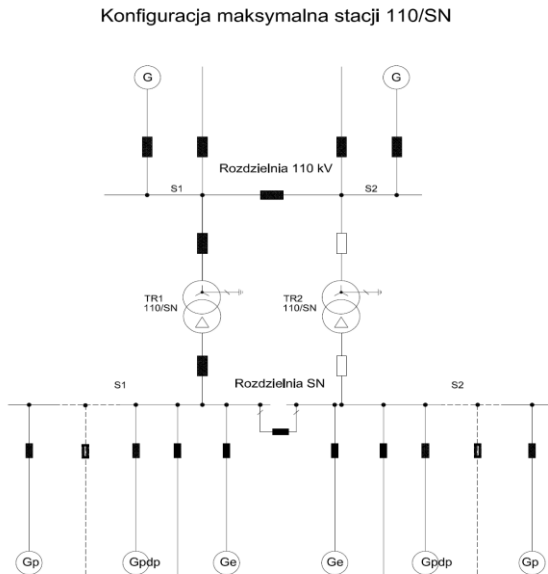 Konfiguracja maksymalna stacji 110/SN
G
G
Rozdzielnia 110 kV
S1
S2
TR1
110/SN
TR2
110/SN
S1
Rozdzielnia SN
S2
Gp
Gpdp
Ge
Ge
Gpdp
Gp